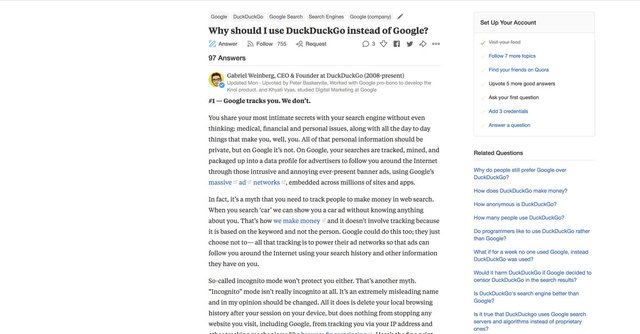 Google DuckDuckGo Google Search Search Engines Google (company)
Why should I use DuckDuckGo instead of Google?
Answer Follow · 755 Request 3
97 Answers
Gabriel Weinberg, CEO & Founder at DuckDuckGo (2008-present)
Updated Mon · Upvoted by Peter Baskerville, Worked with Google pro-bono to develop the
Knol product. and Khyati Vyas, studied Digital Marketing at Google
#1 — Google tracks you. We don't.
You share your most intimate secrets with your search engine without even
thinking: medical, financial and personal issues, along with all the day to day
things that make you, well, you. All of that personal information should be
private, but on Google it's not. On Google, your searches are tracked, mined, and
packaged up into a data profile for advertisers to follow you around the Internet
through those intrusive and annoying ever-present banner ads, using Google's
massive ad networks, embedded across millions of sites and apps.
In fact, it's a myth that you need to track people to make money in web search.
When you search 'car' we can show you a car ad without knowing anything
about you. That's how we make money and it doesn't involve tracking because
it is based on the keyword and not the person. Google could do this too; they just
choose not to— all that tracking is to power their ad networks so that ads can
follow you around the Internet using your search history and other information
they have on you.
So-called incognito mode won't protect you either. That's another myth.
"Incognito" mode isn't really incognito at all. It's an extremely misleading name
and in my opinion should be changed. All it does is delete your local browsing
history after your session on your device, but does nothing from stopping any
website you visit, including Google, from tracking you via your IP address and
Set Up Your Account
Visit your feed
Follow 7 more topics
Find your friends on Quora
Upvote 5 more good answers
Ask your first question
Add 3 credentials
Answer a question
Related Questions
Why do people still prefer Google over
DuckDuckGo?
How does DuckDuckGo make money?
How anonymous is DuckDuckGo?
How many people use DuckDuckGo?
Do programmers like to use DuckDuckGo rather
than Google?
What if for a week no one used Google, instead
DuckDuckGo was used?
Would it harm DuckDuckGo if Google decided to
censor DuckDuckGo in the search results?
Is DuckDuckGo's search engine better than
Google?
Is it true that Duckduckgo uses Google search
servers and algorithms instead of proprietary
ones?